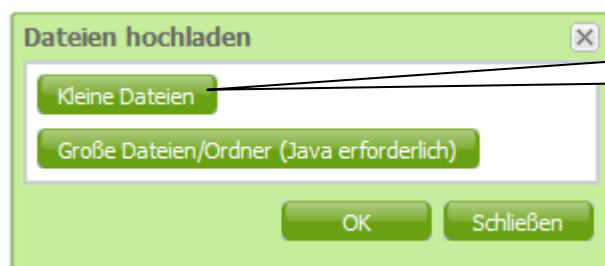 Dateien hochladen
Kleine Dateien
Große Dateien/Ordner (Java erforderlich)
OK Schließen